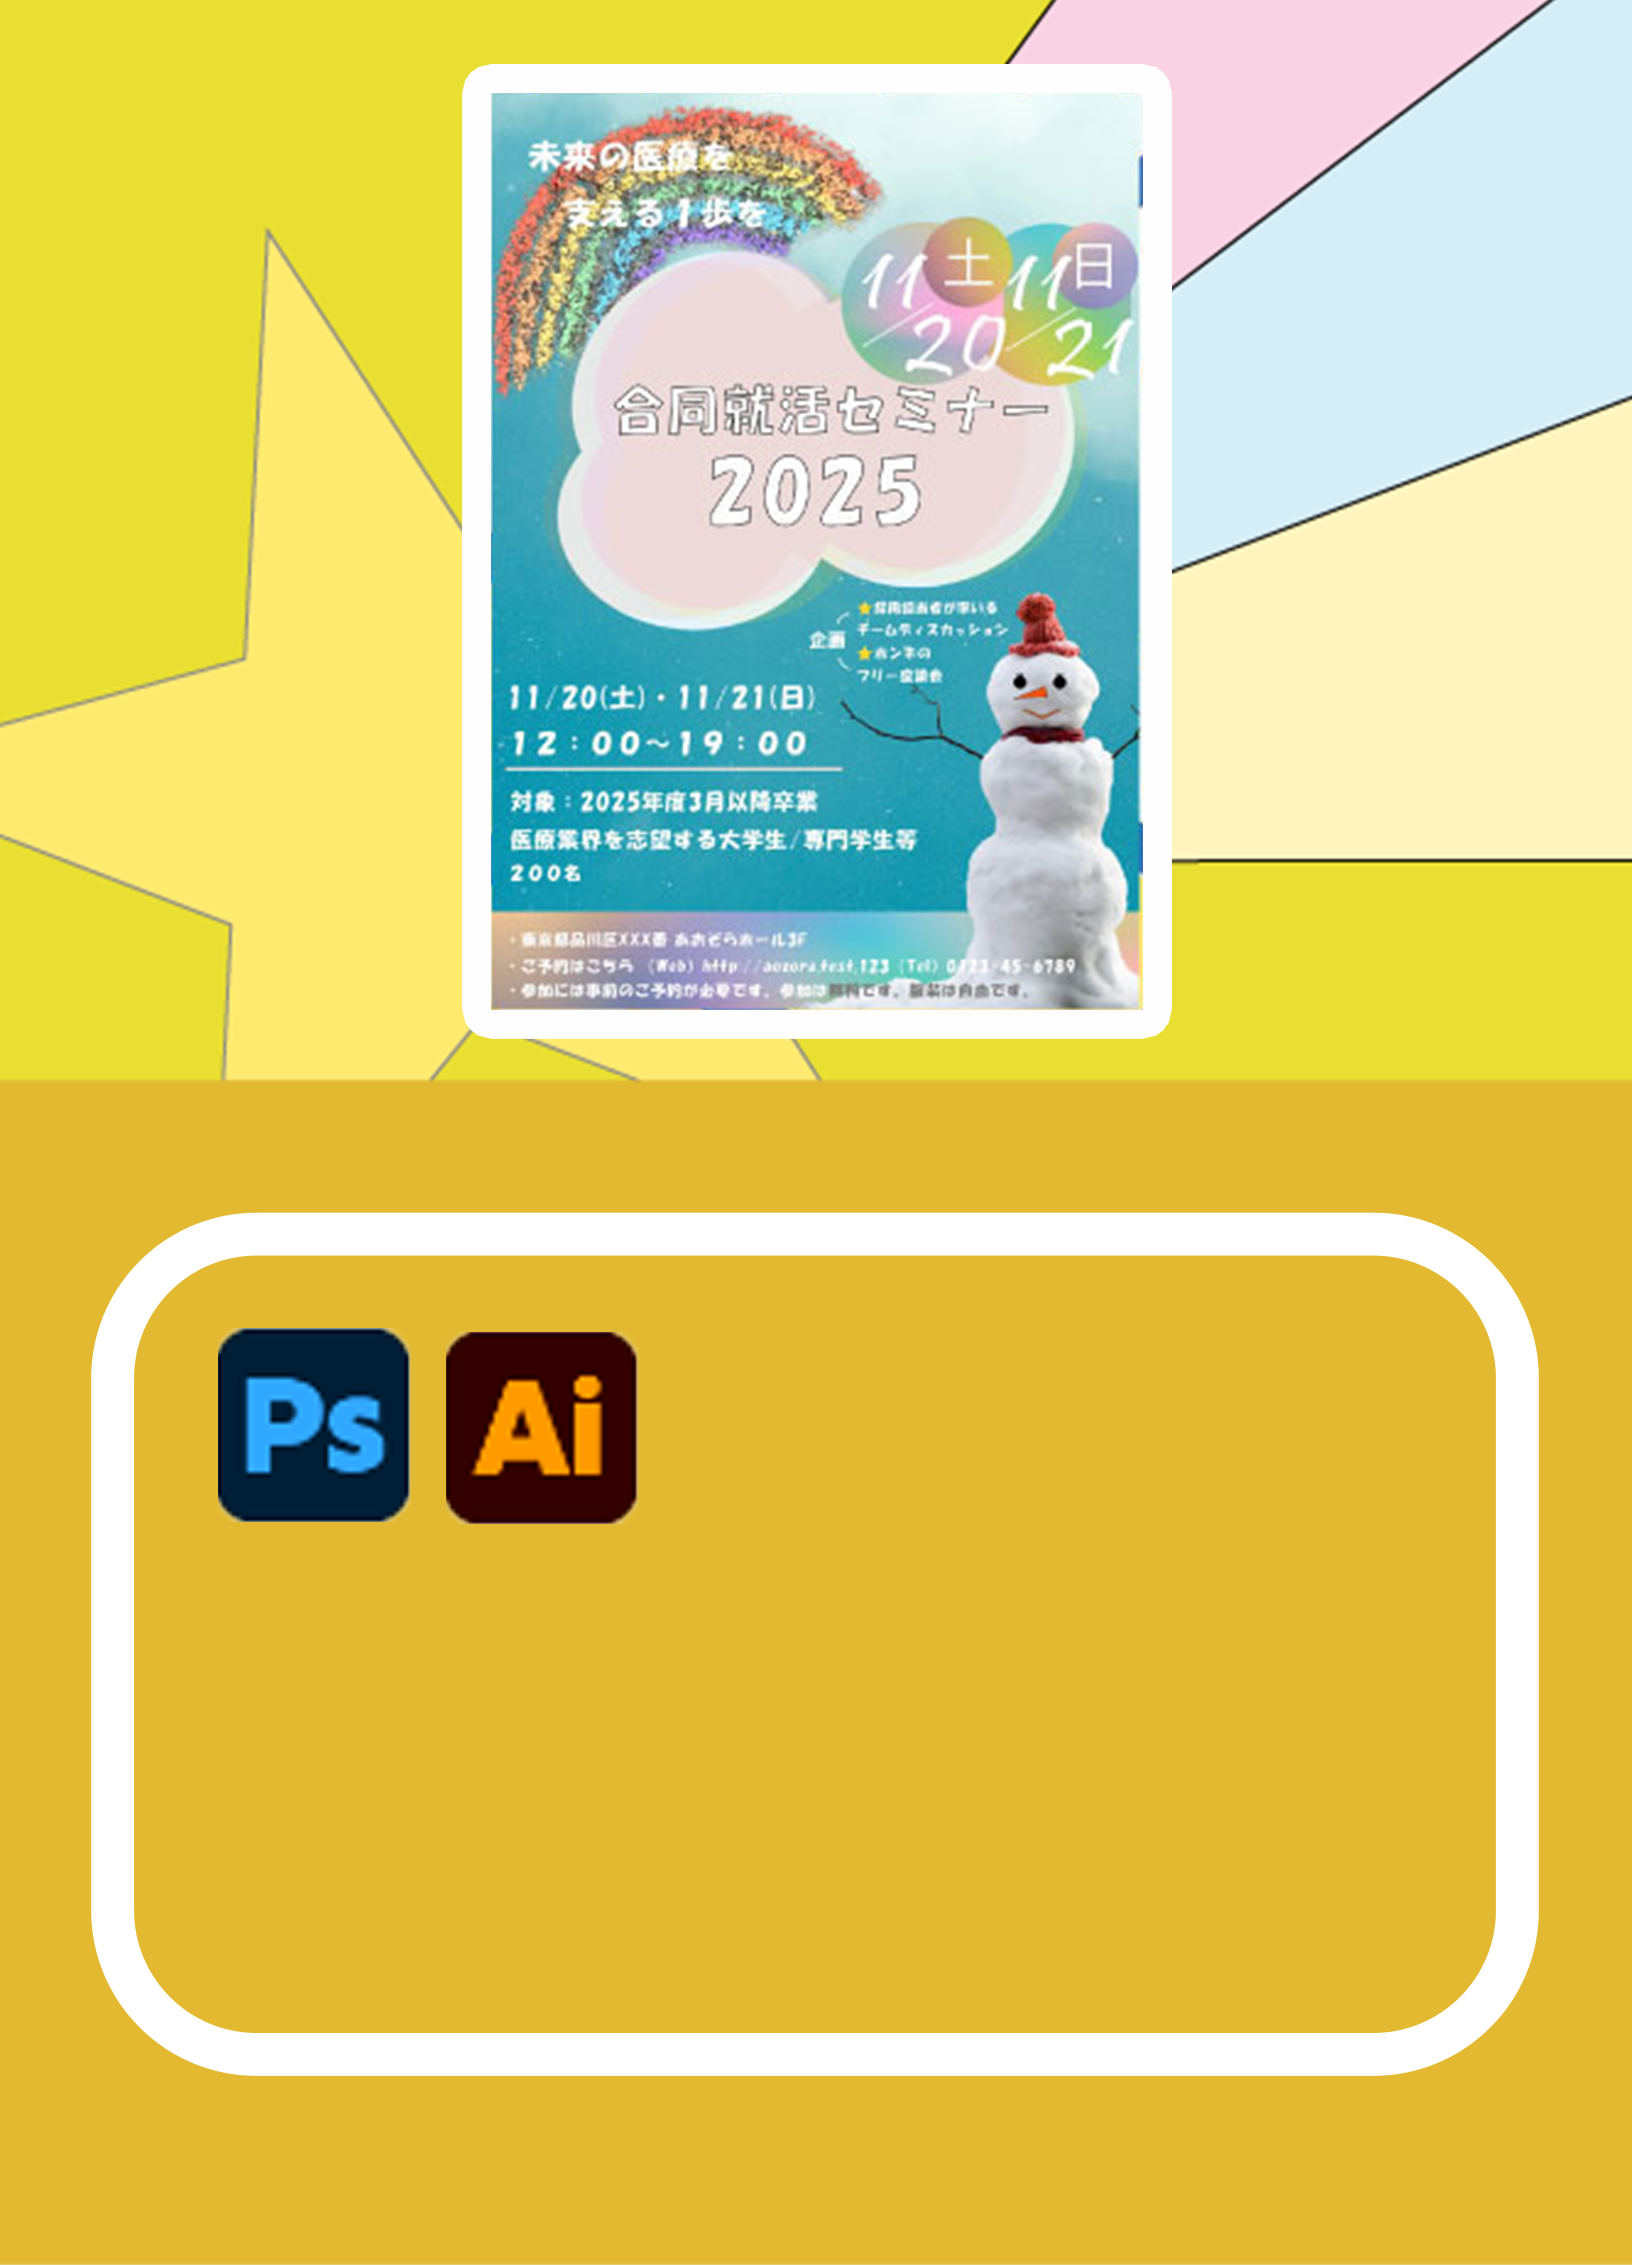 未来の医療を
支える1歩を
11/20 土 11/21 日
合同就活セミナー
2025
企画
⭐採用担当者が率いる
チームディスカッション
⭐ホンネの
フリー座談会
11/20(土)・11/21(日)
12:00〜19:00
対象：2025年度3月以降卒業
医療業界を志望する大学生/専門学生等
200名
・東京都品川区XXX番 あおぞらホール3F
・ご予約はこちら （Web）http://aozora.test.123（Tel）0123-45-6789
・参加には事前のご予約が必要です。参加は無料です。服装は自由です。
Ps Ai